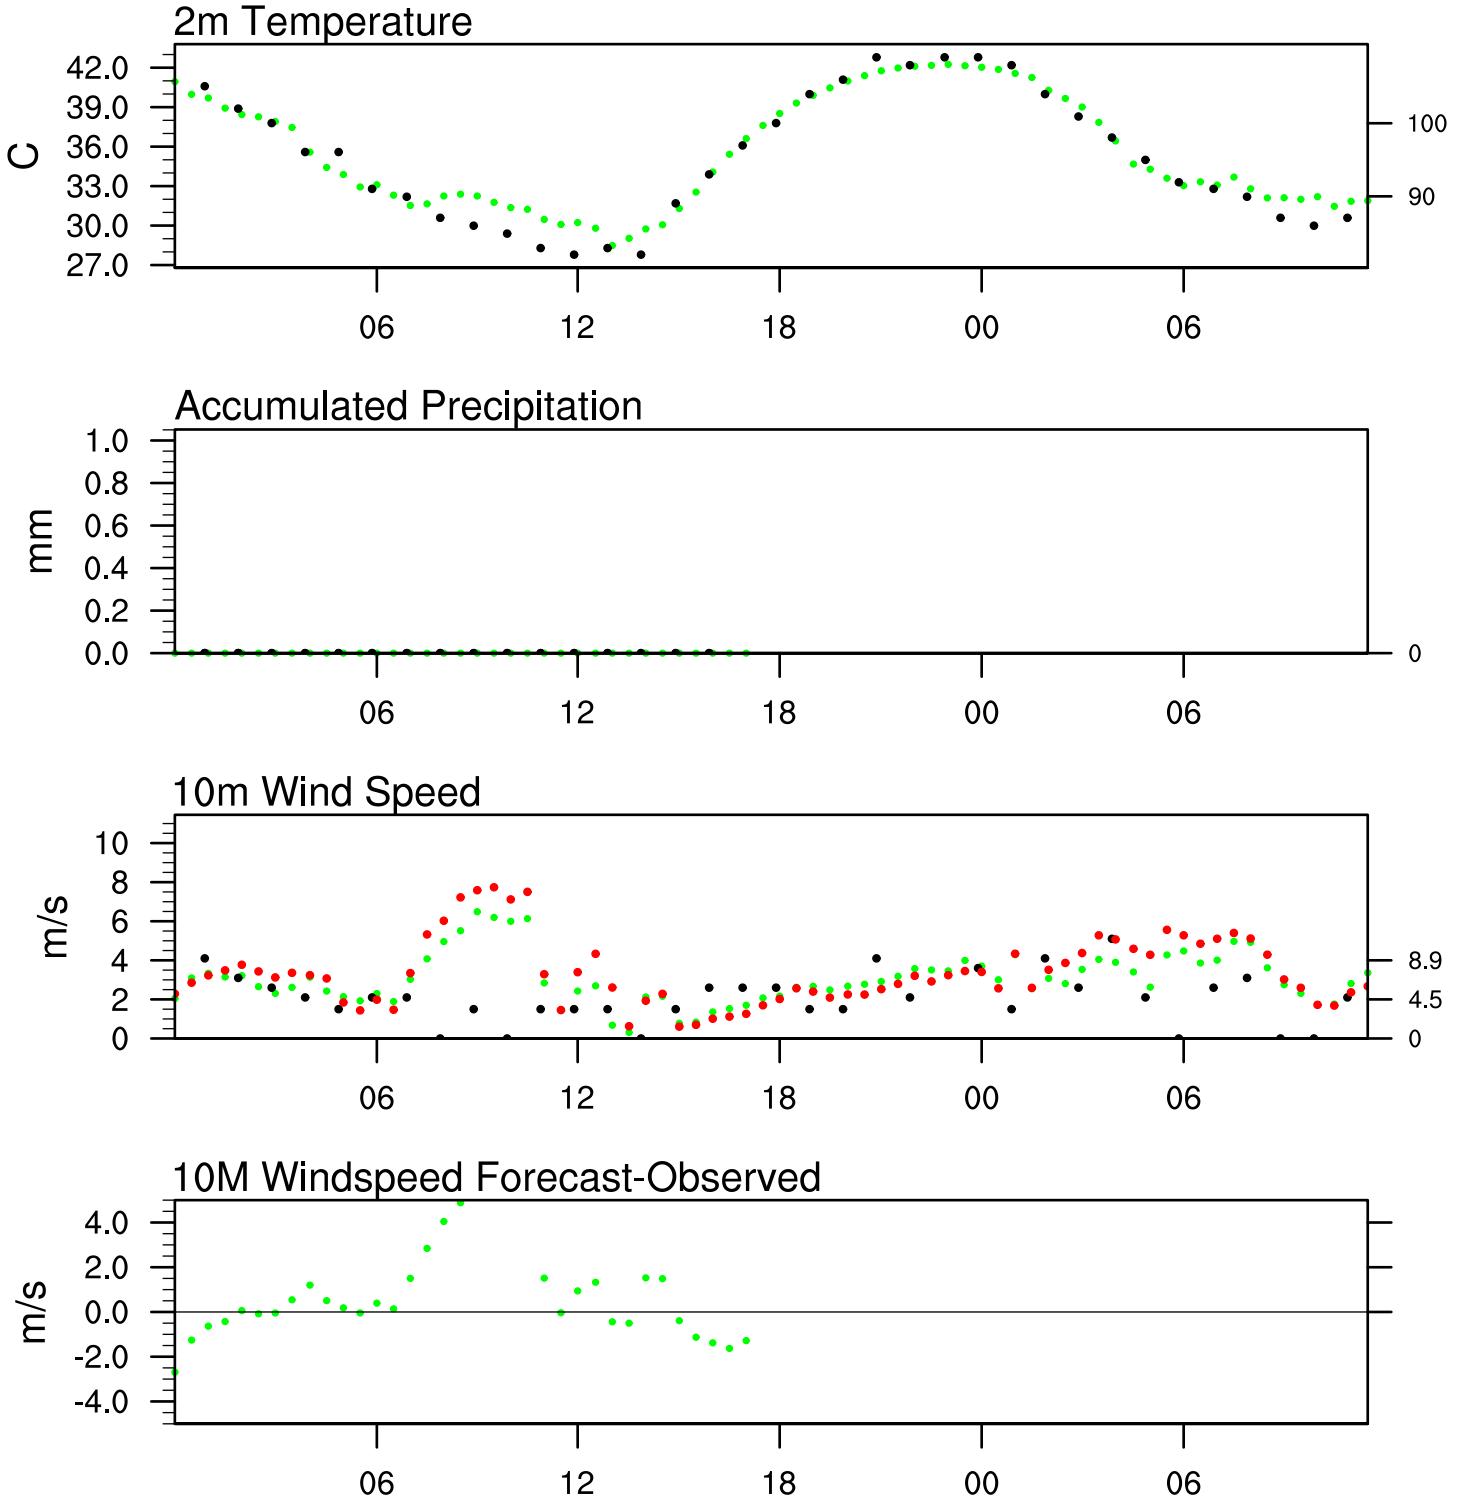 2m Temperature
42.0
39.0
36.0
33.0
30.0
27.0
C
100
90
06 12 18 00 06
Accumulated Precipitation
1.0
0.8
0.6
0.4
0.2
0.0
mm
0
06 12 18 00 06
10m Wind Speed
10
8
6
4
2
0
m/s
8.9
4.5
0
06 12 18 00 06
10M Windspeed Forecast-Observed
4.0
2.0
0.0
-2.0
-4.0
m/s
06 12 18 00 06